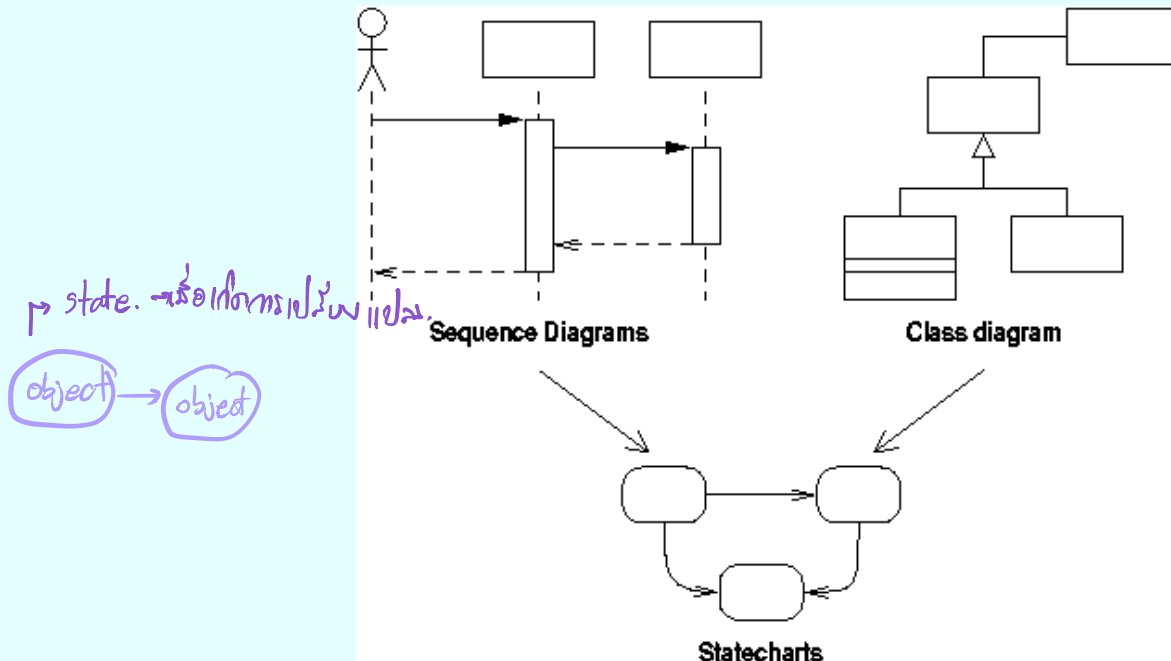 state. → เมื่อเกิดการเปลี่ยนแปลง.
object → object
Sequence Diagrams
Class diagram
Statecharts